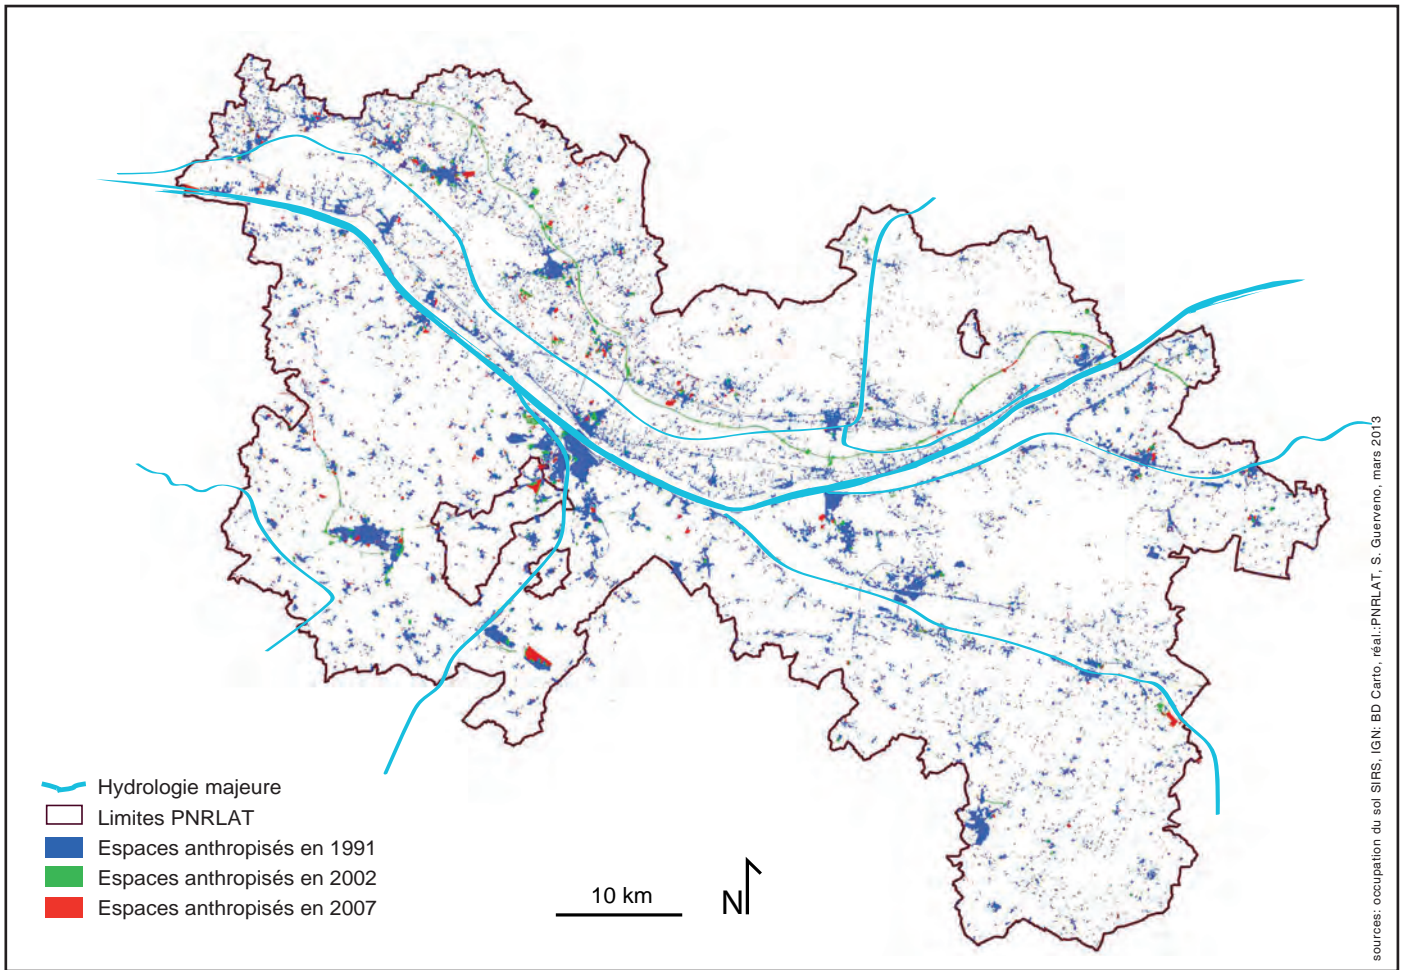 Hydrologie majeure
Limites PNRLAT
Espaces anthropisés en 1991
Espaces anthropisés en 2002
Espaces anthropisés en 2007
10 km
N
sources: occupation du sol SIRS, IGN: BD Carto, réal.:PNRLAT, S. Guerveno, mars 2013